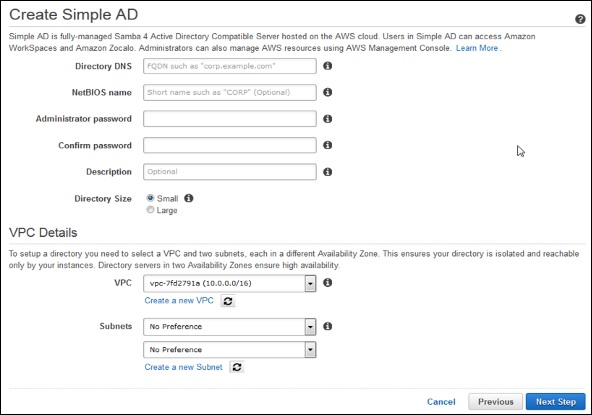 Create Simple AD
Simple AD is fully-managed Samba 4 Active Directory Compatible Server hosted on the AWS cloud. Users in Simple AD can access Amazon
WorkSpaces and Amazon Zocalo. Administrators can also manage AWS resources using AWS Management Console. Learn More.
Directory DNS FQDN such as "corp.example.com"
NetBIOS name Short name such as "CORP" (Optional)
Administrator password
Confirm password
Description Optional
Directory Size Small
Large
VPC Details
To setup a directory you need to select a VPC and two subnets, each in a different Availability Zone. This ensures your directory is isolated and reachable
only by your instances. Directory servers in two Availability Zones ensure high availability.
VPC vpc-7fd2791a (10.0.0.0/16)
Create a new VPC
Subnets No Preference
No Preference
Create a new Subnet
Cancel Previous Next Step